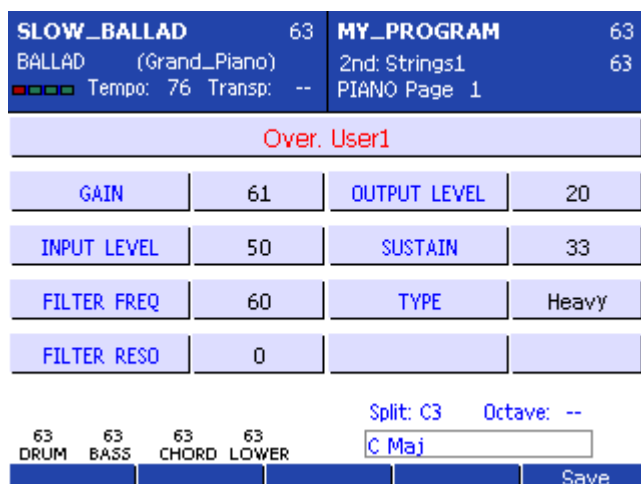 SLOW_BALLAD 63 MY_PROGRAM 63
BALLAD (Grand_Piano) 2nd: Strings1 63
Tempo: 76 Transp: -- PIANO Page 1
Over. User1
GAIN 61 OUTPUT LEVEL 20
INPUT LEVEL 50 SUSTAIN 33
FILTER FREQ 60 TYPE Heavy
FILTER RESO 0
Split: C3 Octave: --
63 63 63 63
DRUM BASS CHORD LOWER
C Maj
Save